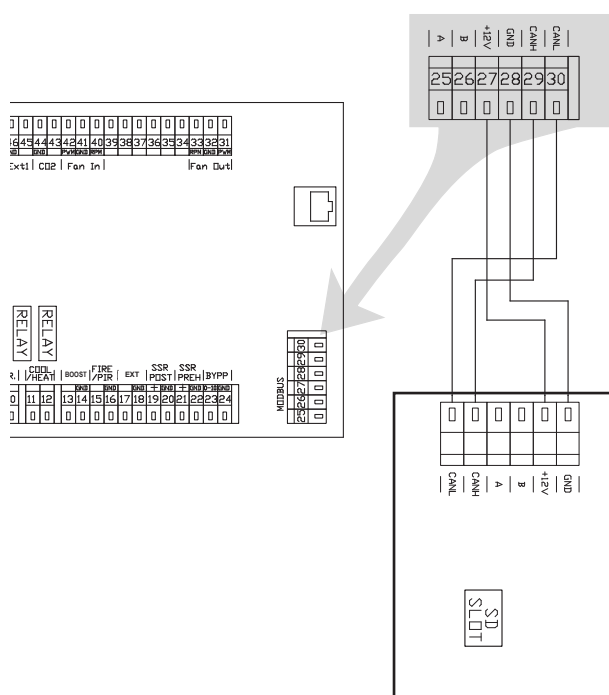 A B +12V GND CANH CANL
25 26 27 28 29 30
45 44 43 42 41 40 39 38 37 36 35 34 33 32 31
GND PWM GND RPM RPM GND PWM
Ext1 CO2 Fan In Fan Out
RELAY RELAY
COOL FIRE SSR SSR
/HEAT BOOST /PIR EXT POST PREH BYPP
GND GND GND + GND + GND 0-10 GND
11 12 13 14 15 16 17 18 19 20 21 22 23 24
MODBUS
25 26 27 28 29 30
CANL CANH A B +12V GND
SD
SLOT